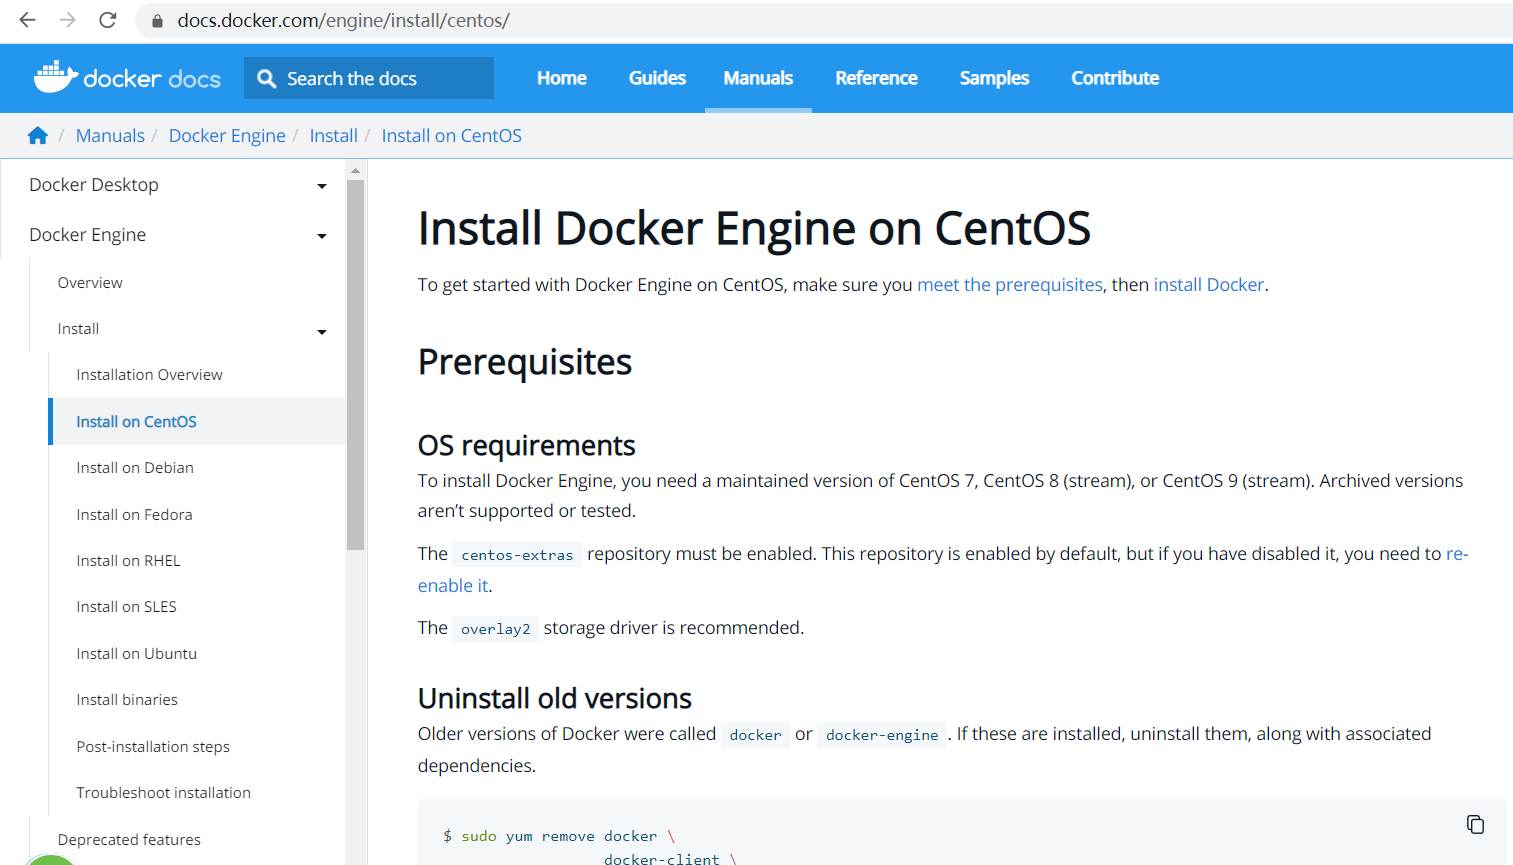 docs.docker.com/engine/install/centos/
docker docs
Search the docs
Home
Guides
Manuals
Reference
Samples
Contribute
/ Manuals / Docker Engine / Install / Install on CentOS
Docker Desktop
Docker Engine
Overview
Install
Installation Overview
Install on CentOS
Install on Debian
Install on Fedora
Install on RHEL
Install on SLES
Install on Ubuntu
Install binaries
Post-installation steps
Troubleshoot installation
Deprecated features
Install Docker Engine on CentOS
To get started with Docker Engine on CentOS, make sure you meet the prerequisites, then install Docker.
Prerequisites
OS requirements
To install Docker Engine, you need a maintained version of CentOS 7, CentOS 8 (stream), or CentOS 9 (stream). Archived versions
aren’t supported or tested.
The centos-extras repository must be enabled. This repository is enabled by default, but if you have disabled it, you need to re-
enable it.
The overlay2 storage driver is recommended.
Uninstall old versions
Older versions of Docker were called docker or docker-engine . If these are installed, uninstall them, along with associated
dependencies.
$ sudo yum remove docker \
docker-client \